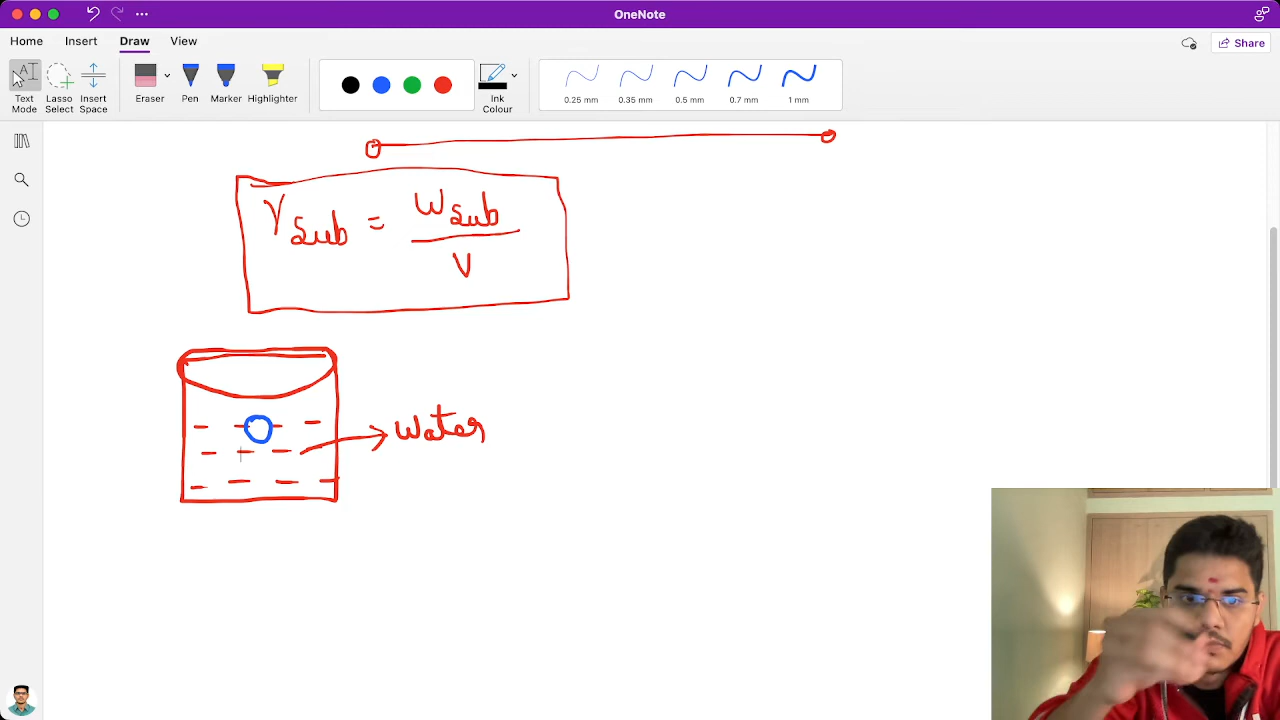 OneNote
Home Insert Draw View
Share
Text Mode
Lasso Select
Insert Space
Eraser
Pen
Marker
Highlighter
Ink Colour
0.25 mm
0.35 mm
0.5 mm
0.7 mm
1 mm
γsub = Wsub / V
Water